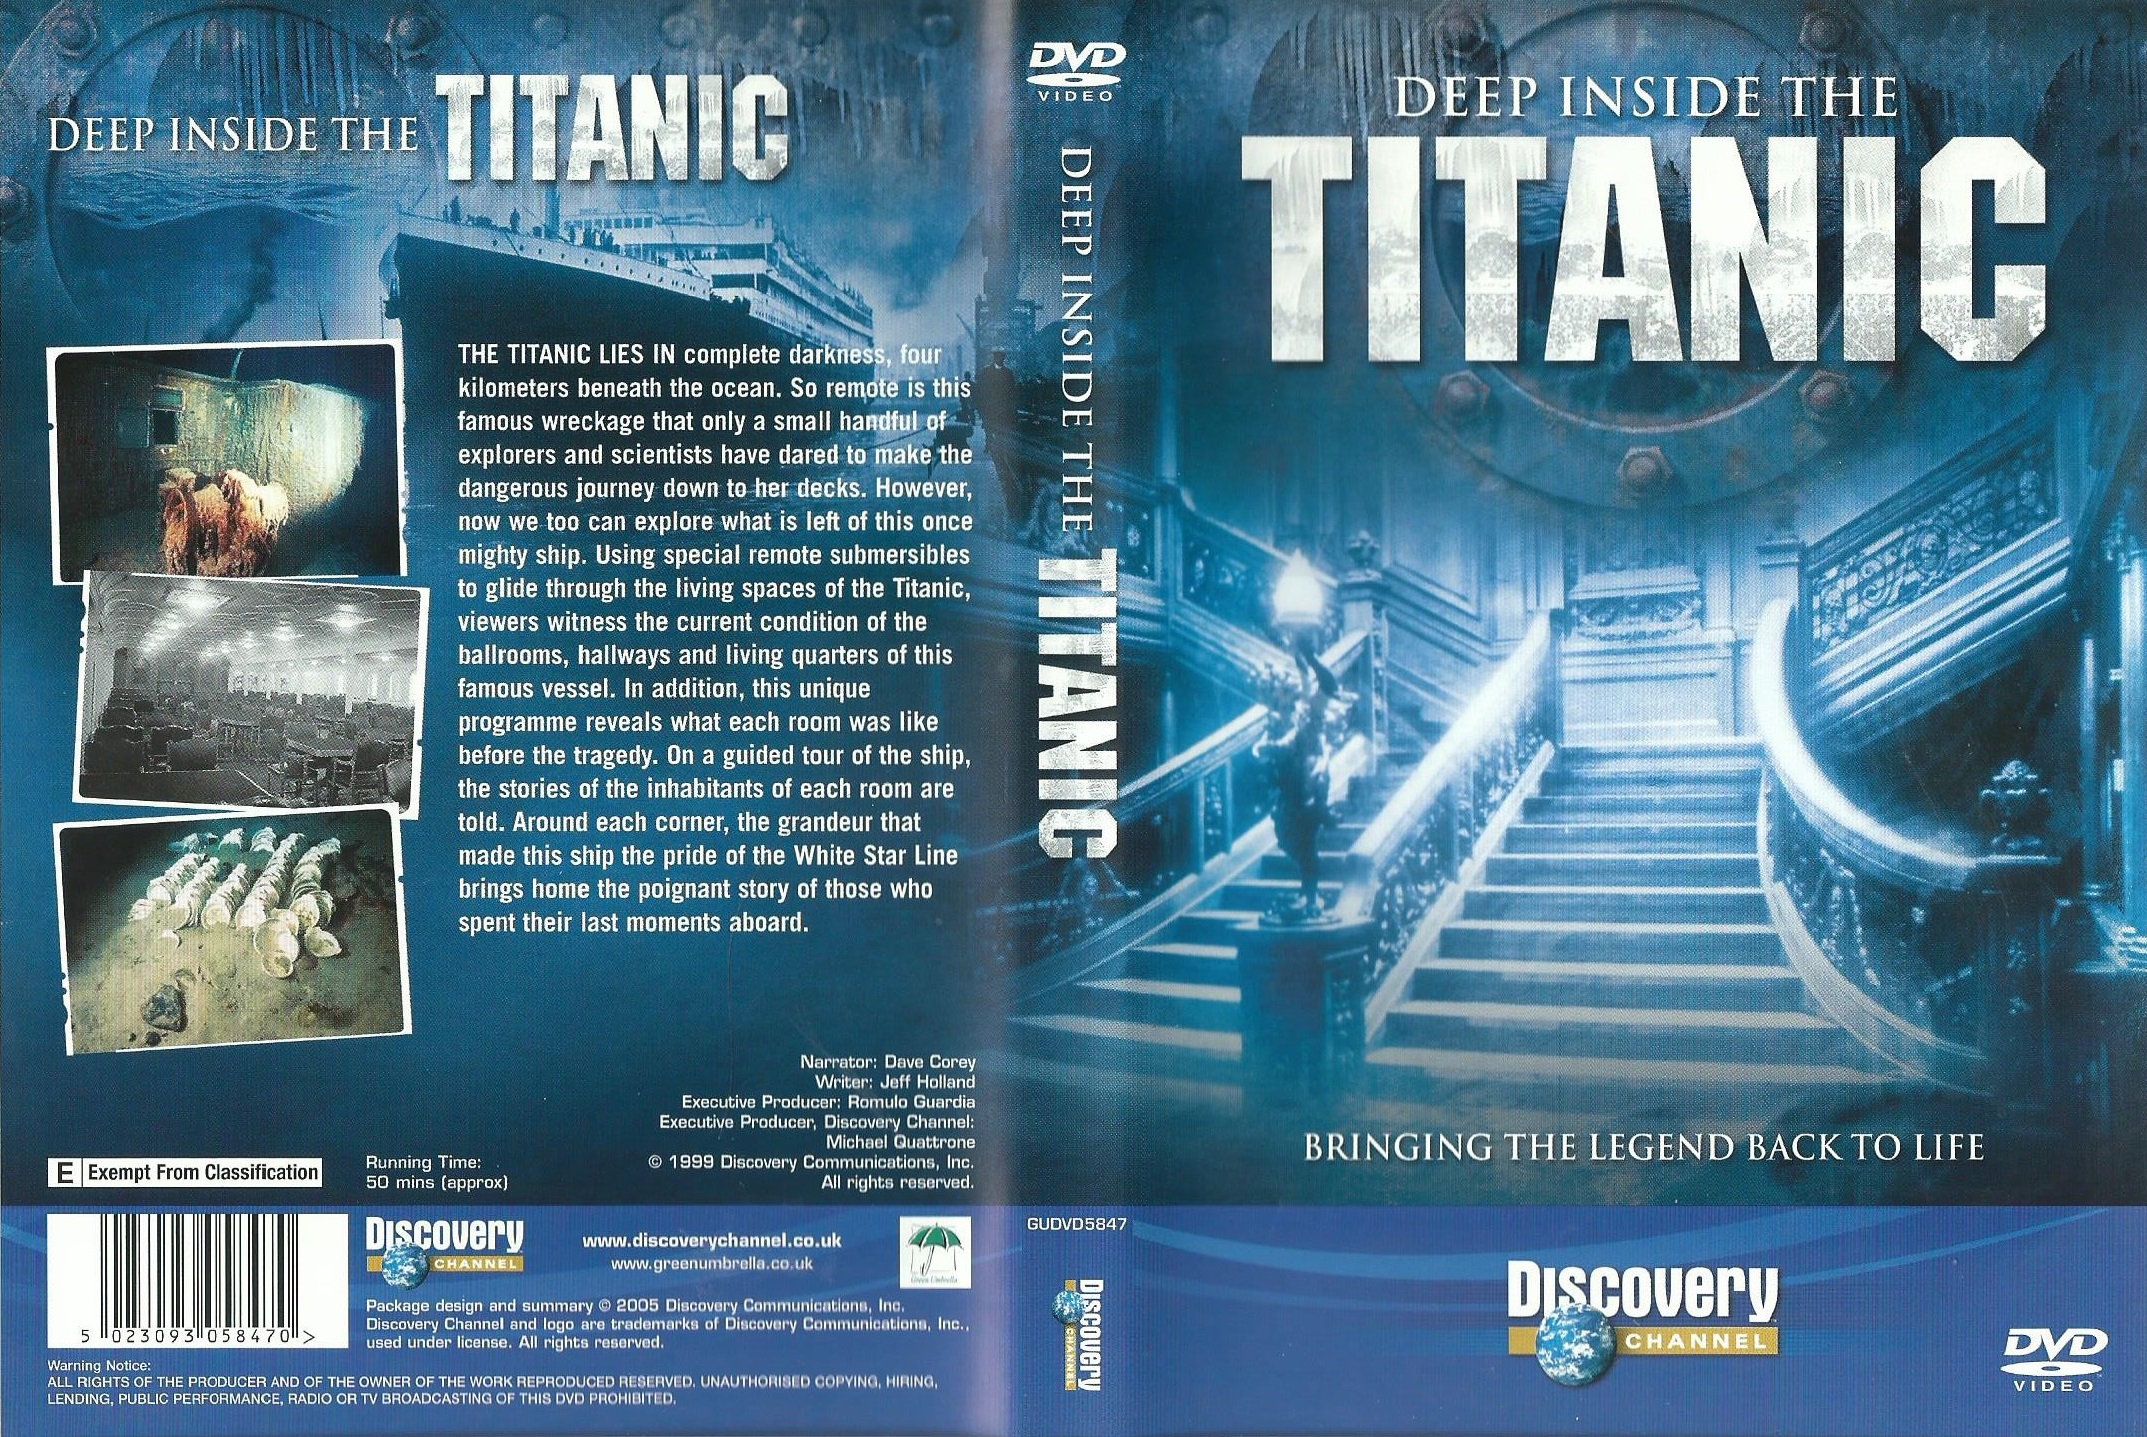 DEEP INSIDE THE TITANIC
THE TITANIC LIES IN complete darkness, four
kilometers beneath the ocean. So remote is this
famous wreckage that only a small handful of
explorers and scientists have dared to make the
dangerous journey down to her decks. However,
now we too can explore what is left of this once
mighty ship. Using special remote submersibles
to glide through the living spaces of the Titanic,
viewers witness the current condition of the
ballrooms, hallways and living quarters of this
famous vessel. In addition, this unique
programme reveals what each room was like
before the tragedy. On a guided tour of the ship,
the stories of the inhabitants of each room are
told. Around each corner, the grandeur that
made this ship the pride of the White Star Line
brings home the poignant story of those who
spent their last moments aboard.
Narrator: Dave Corey
Writer: Jeff Holland
Executive Producer: Romulo Guardia
Executive Producer, Discovery Channel:
Michael Quattrone
© 1999 Discovery Communications, Inc.
All rights reserved.
E Exempt From Classification
Running Time:
50 mins (approx)
5 023093 058470 >
Discovery
CHANNEL
www.discoverychannel.co.uk
www.greenumbrella.co.uk
Green Umbrella
Package design and summary © 2005 Discovery Communications, Inc.
Discovery Channel and logo are trademarks of Discovery Communications, Inc.,
used under license. All rights reserved.
Warning Notice:
ALL RIGHTS OF THE PRODUCER AND OF THE OWNER OF THE WORK REPRODUCED RESERVED. UNAUTHORISED COPYING, HIRING,
LENDING, PUBLIC PERFORMANCE, RADIO OR TV BROADCASTING OF THIS DVD PROHIBITED.
DVD
VIDEO
DEEP INSIDE THE TITANIC
GUDVD5847
Discovery
CHANNEL
DEEP INSIDE THE
TITANIC
BRINGING THE LEGEND BACK TO LIFE
Discovery
CHANNEL
DVD
VIDEO